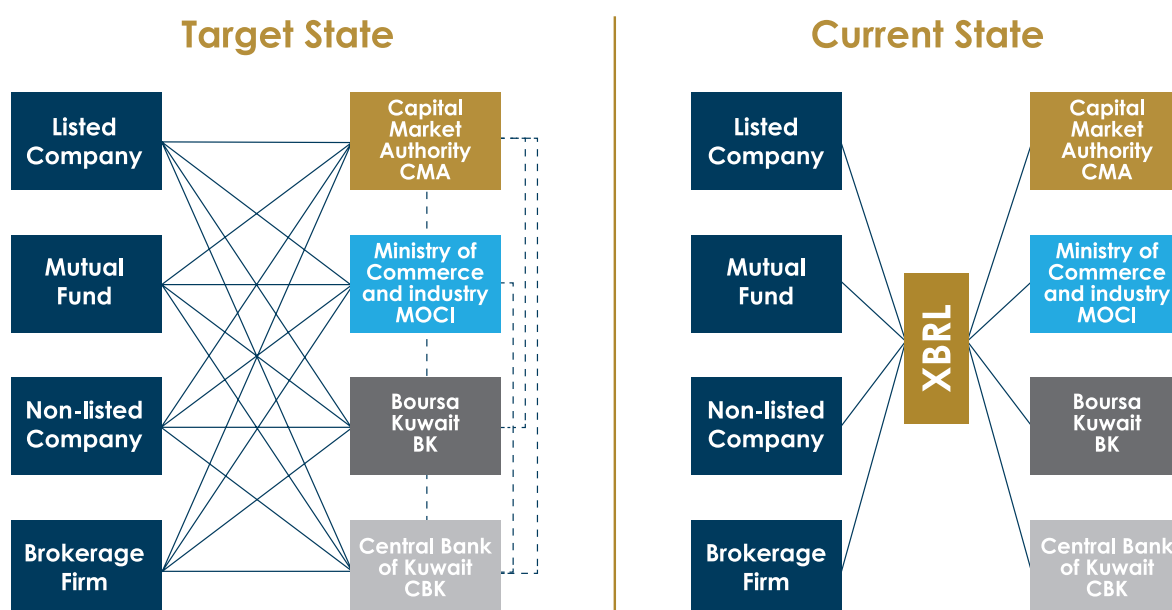 Target State
Listed
Company
Mutual
Fund
Non-listed
Company
Brokerage
Firm
Capital
Market
Authority
CMA
Ministry of
Commerce
and industry
MOCI
Boursa
Kuwait
BK
Central Bank
of Kuwait
CBK
Current State
Listed
Company
Mutual
Fund
Non-listed
Company
Brokerage
Firm
XBRL
Capital
Market
Authority
CMA
Ministry of
Commerce
and industry
MOCI
Boursa
Kuwait
BK
Central Bank
of Kuwait
CBK